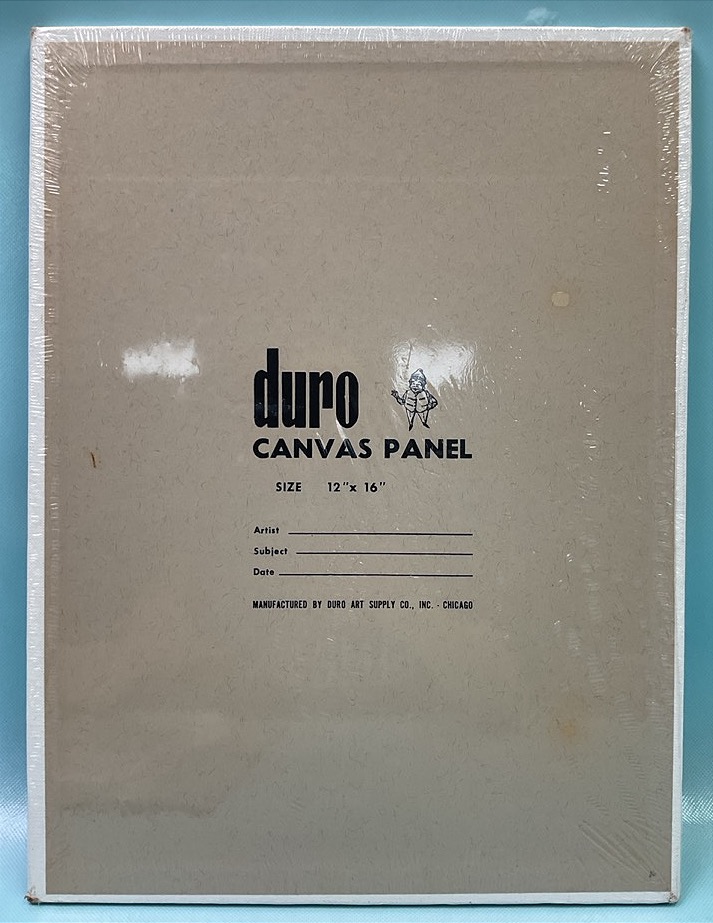 duro
CANVAS PANEL
SIZE 12"x 16"
Artist
Subject
Date
MANUFACTURED BY DURO ART SUPPLY CO., INC. - CHICAGO